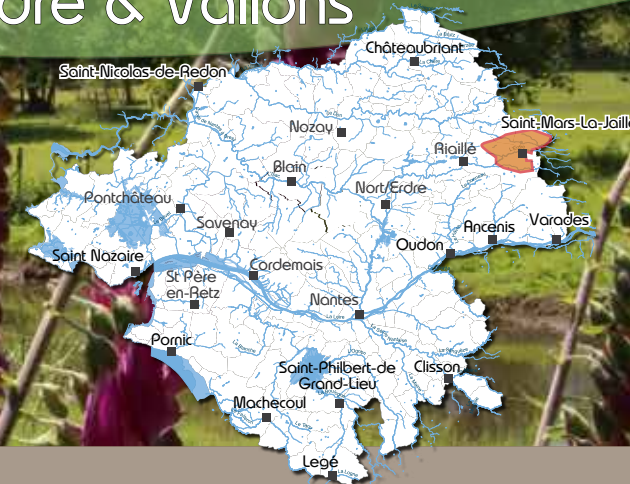 dre & Vallons
Châteaubriant
Saint-Nicolas-de-Redon
Saint-Mars-La-Jaille
Nozay
Riaillé
Blain
Nort/Erdre
Pontchâteau
Savenay
Ancenis
Varades
Oudon
Saint Nazaire
Cordemais
St Père
en-Retz
Nantes
La Loire
Pornic
Saint-Philbert-de
Grand-Lieu
Clisson
Machecoul
Legé